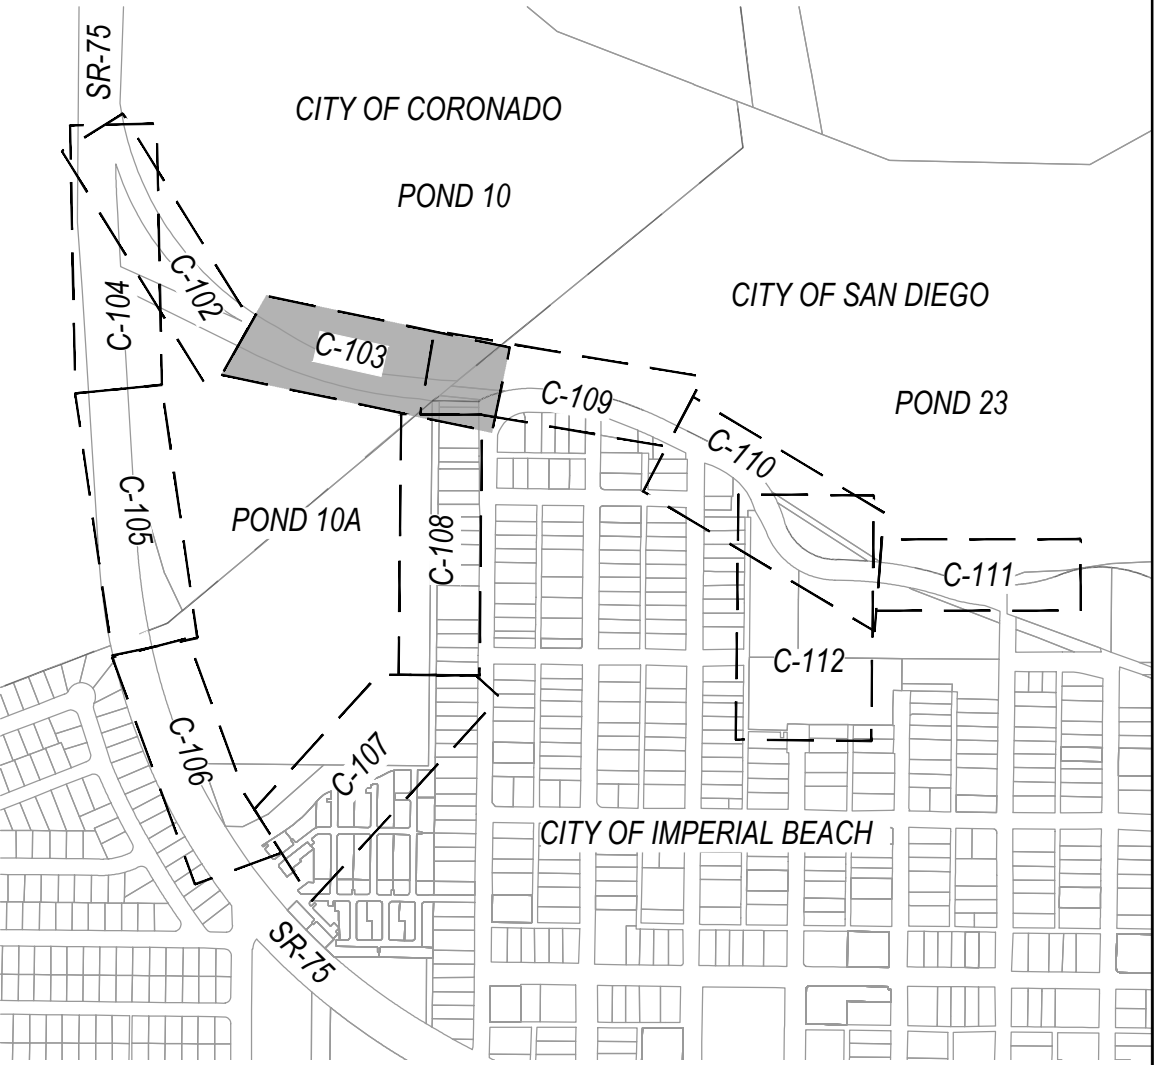 SR-75
CITY OF CORONADO
POND 10
C-102
C-104
CITY OF SAN DIEGO
C-103
C-109
POND 23
C-110
C-105
POND 10A
C-108
C-111
C-112
C-106
C-107
CITY OF IMPERIAL BEACH
SR-75